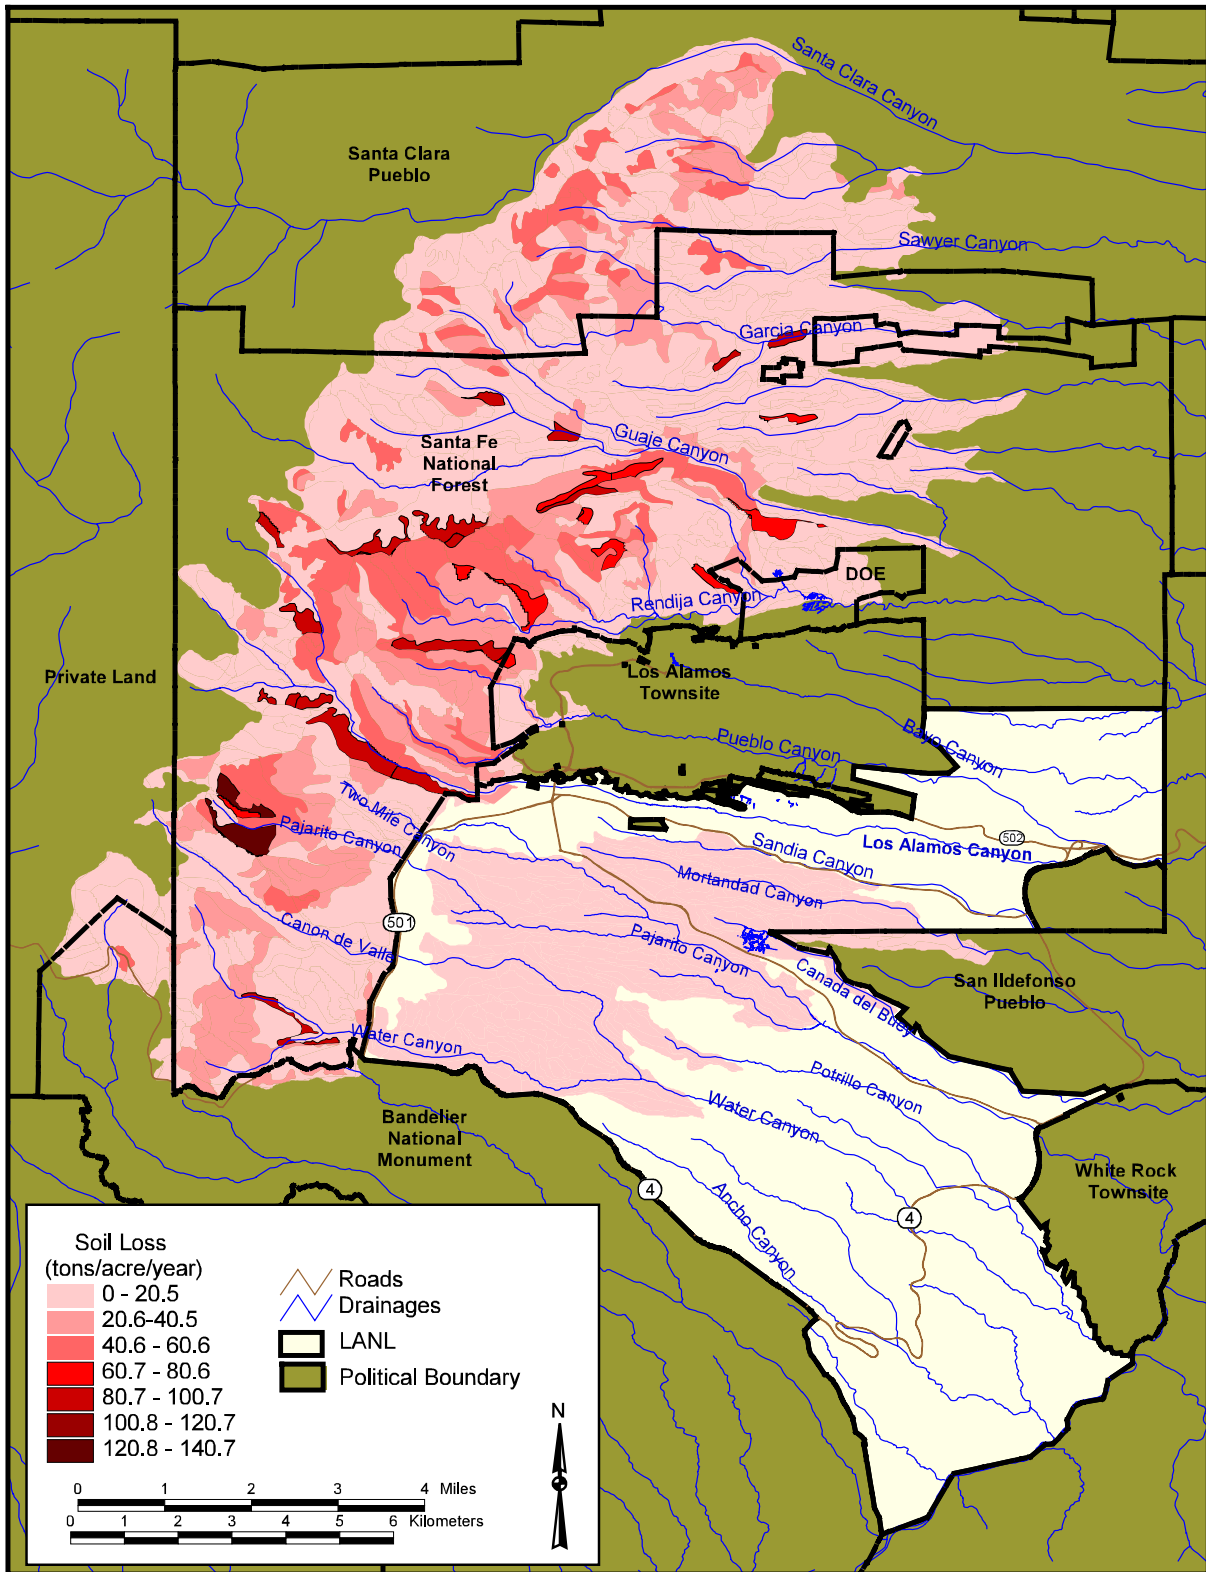 Santa Clara Canyon
Santa Clara
Pueblo
Sawyer Canyon
Garcia Canyon
Guaje Canyon
Santa Fe
National
Forest
DOE
Rendija Canyon
Private Land
Los Alamos
Townsite
Bayo Canyon
Pueblo Canyon
Two Mile Canyon
Pajarito Canyon
Sandia Canyon
502
Los Alamos Canyon
Mortandad Canyon
501
Canon de Valle
Pajarito Canyon
Canada del Buey
San Ildefonso
Pueblo
Water Canyon
Potrillo Canyon
Water Canyon
Bandelier
National
Monument
White Rock
Townsite
4
Ancho Canyon
4
Soil Loss
(tons/acre/year)
0 - 20.5
20.6-40.5
40.6 - 60.6
60.7 - 80.6
80.7 - 100.7
100.8 - 120.7
120.8 - 140.7
Roads
Drainages
LANL
Political Boundary
N
0 1 2 3 4 Miles
0 1 2 3 4 5 6 Kilometers